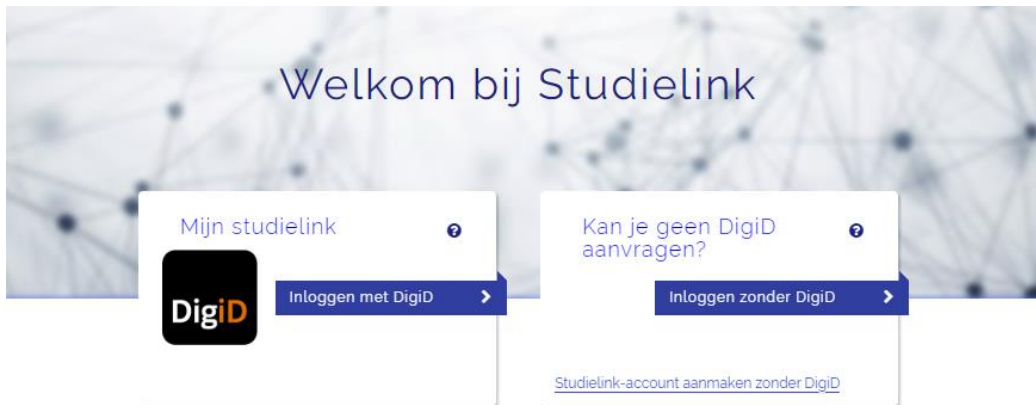 Welkom bij Studielink
Mijn studielink
?
DigiD
Inloggen met DigiD
Kan je geen DigiD
aanvragen?
?
Inloggen zonder DigiD
Studielink-account aanmaken zonder DigiD